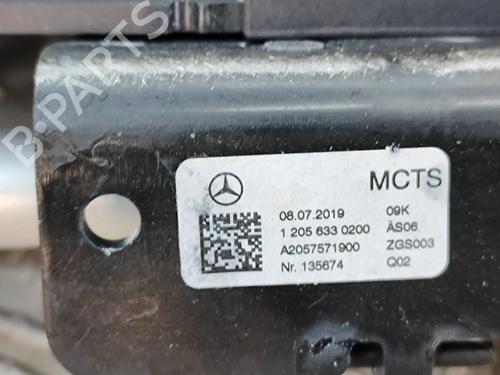 B-PARTS
MCTS
08.07.2019 09K
1 205 633 0200 ÄS06
A2057571900 ZGS003
Nr. 135674 Q02